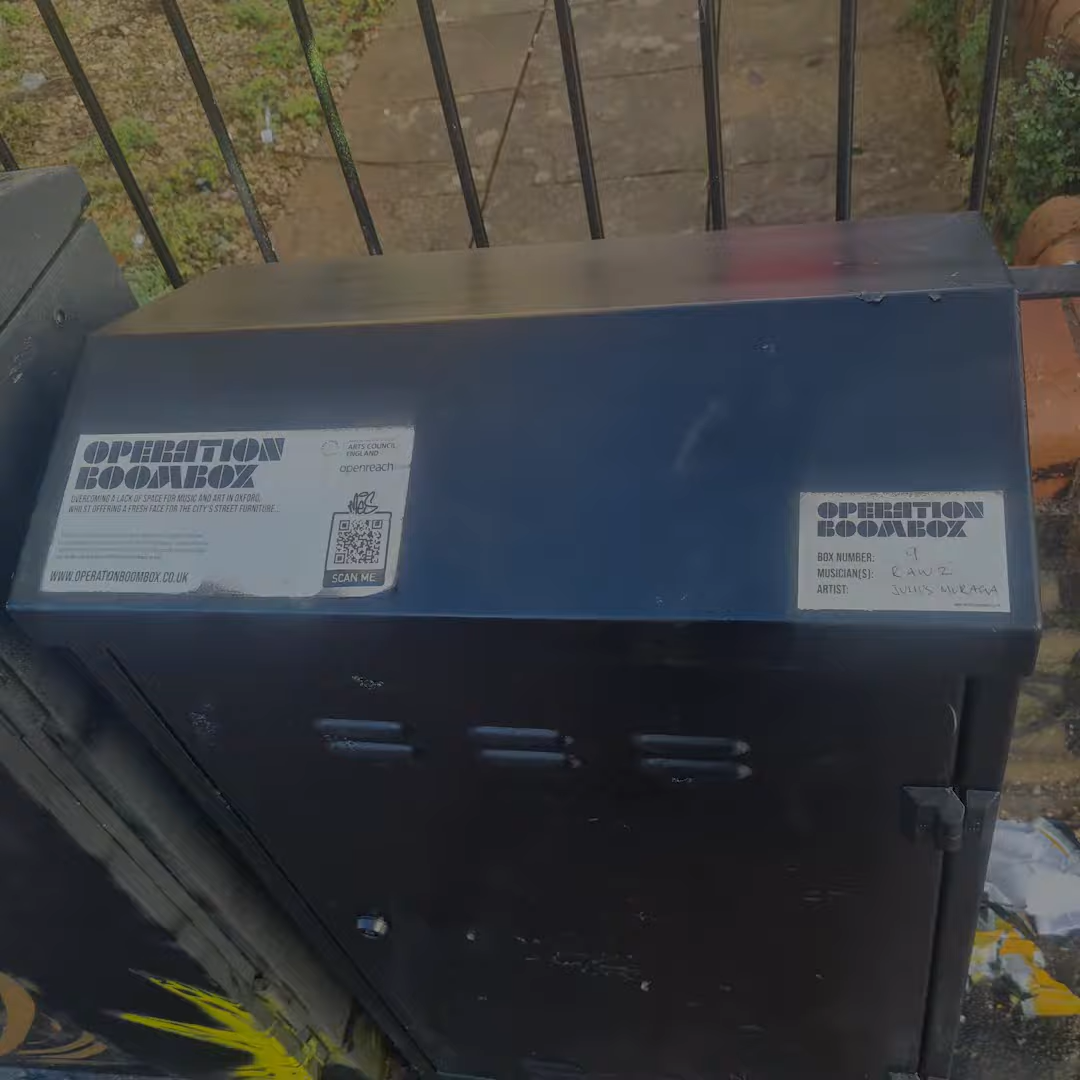 OPERATION
BOOMBOX
OVERCOMING A LACK OF SPACE FOR MUSIC AND ART IN OXFORD,
WHILST OFFERING A FRESH FACE FOR THE CITY'S STREET FURNITURE...
WWW.OPERATIONBOOMBOX.CO.UK
ARTS COUNCIL
ENGLAND
openreach
SCAN ME
OPERATION
BOOMBOX
BOX NUMBER: 9
MUSICIAN(S): RAWZ
ARTIST: